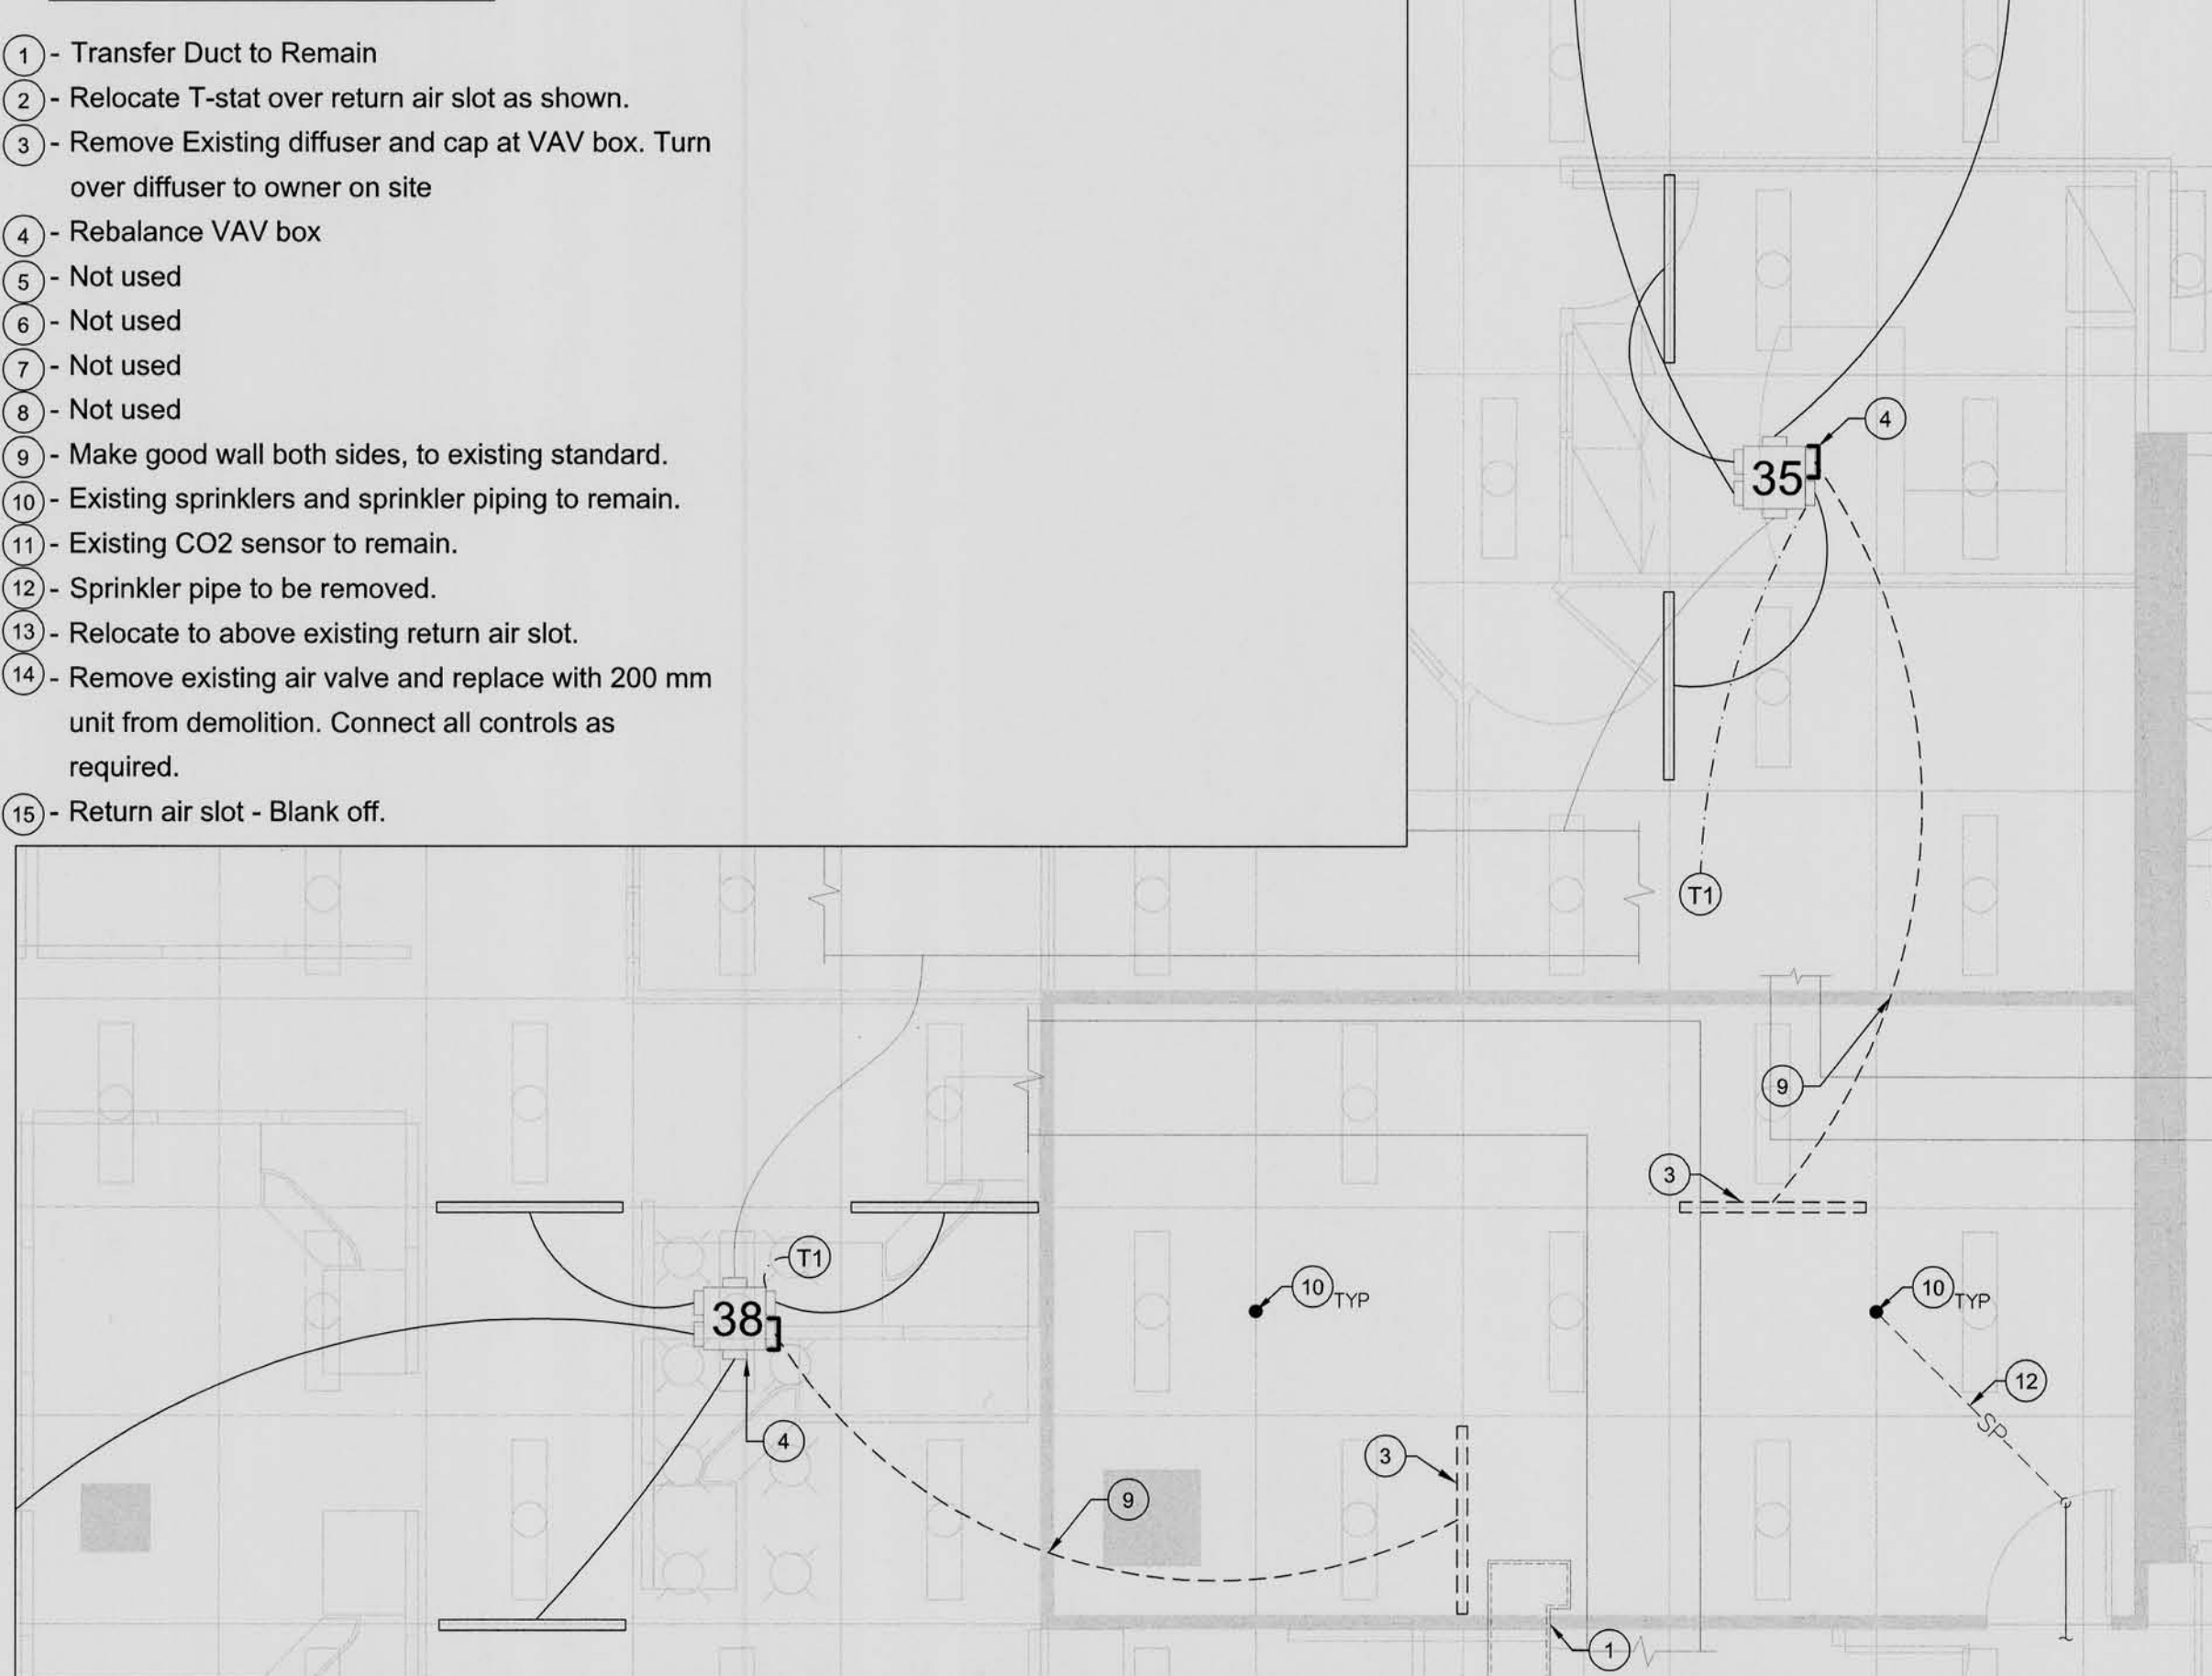 1 - Transfer Duct to Remain
2 - Relocate T-stat over return air slot as shown.
3 - Remove Existing diffuser and cap at VAV box. Turn
over diffuser to owner on site
4 - Rebalance VAV box
5 - Not used
6 - Not used
7 - Not used
8 - Not used
9 - Make good wall both sides, to existing standard.
10 - Existing sprinklers and sprinkler piping to remain.
11 - Existing CO2 sensor to remain.
12 - Sprinkler pipe to be removed.
13 - Relocate to above existing return air slot.
14 - Remove existing air valve and replace with 200 mm
unit from demolition. Connect all controls as
required.
15 - Return air slot - Blank off.
4
35
T1
9
3
T1
38
10 TYP
10 TYP
12
SP
4
3
9
1